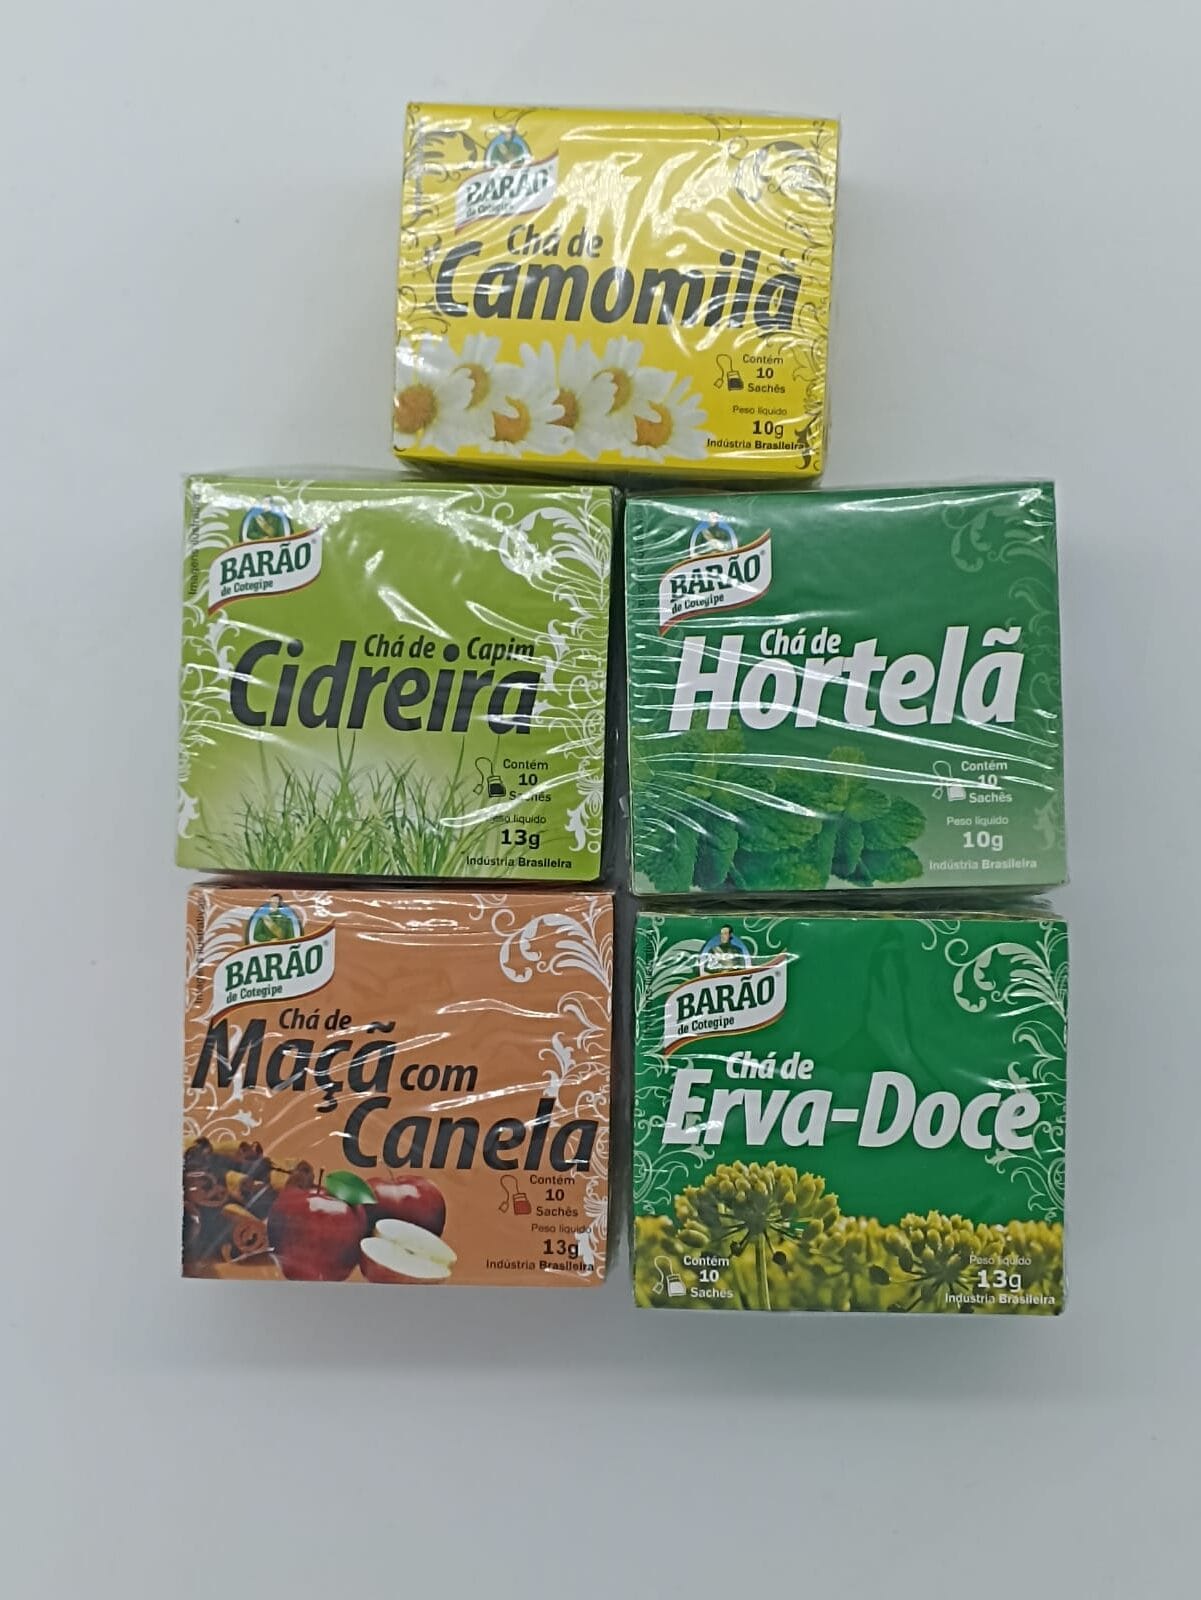 BARÃO
de Cotegipe
Chá de
Camomila
Contém
10
Sachês
Peso líquido
10g
Indústria Brasileira
BARÃO
de Cotegipe
Chá de Capim
Cidreira
Contém
10
Sachês
Peso líquido
13g
Indústria Brasileira
BARÃO
de Cotegipe
Chá de
Hortelã
Contém
10
Sachês
Peso líquido
10g
Indústria Brasileira
BARÃO
de Cotegipe
Chá de
Maçã com
Canela
Contém
10
Sachês
Peso líquido
13g
Indústria Brasileira
BARÃO
de Cotegipe
Chá de
Erva-Doce
Contém
10
Sachês
Peso líquido
13g
Indústria Brasileira